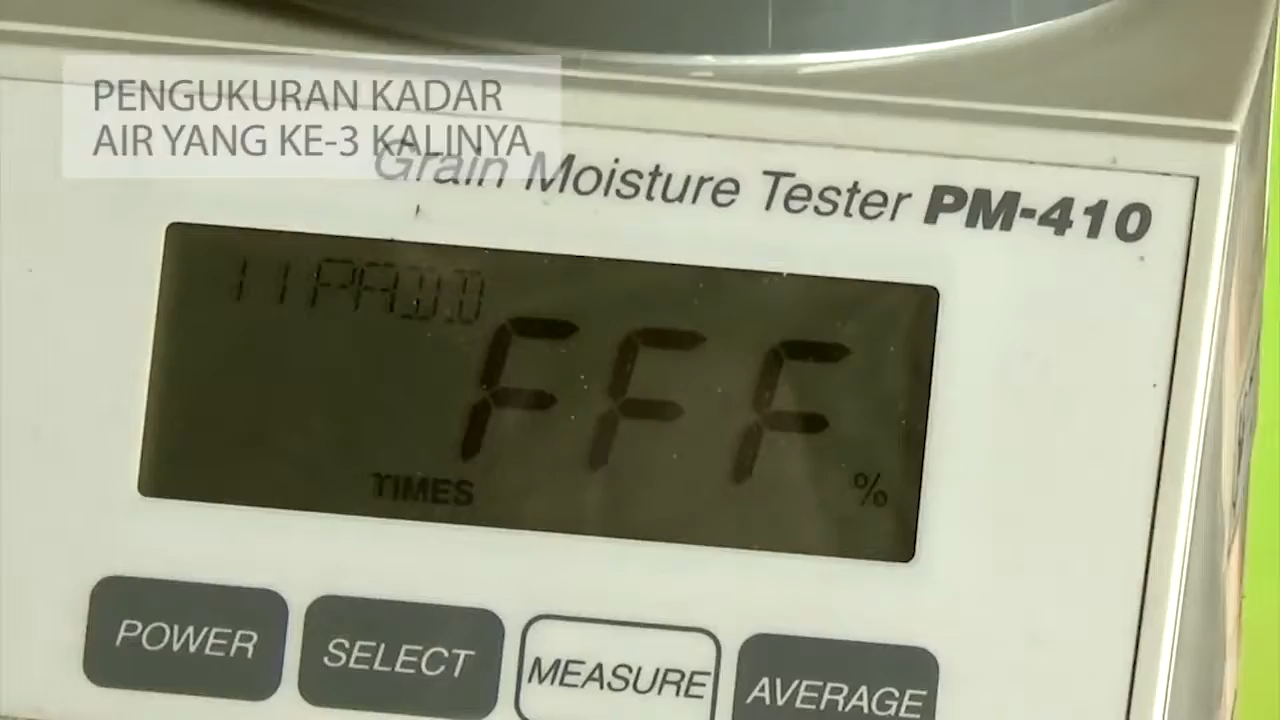 PENGUKURAN KADAR
AIR YANG KE-3 KALINYA
Grain Moisture Tester PM-410
FFF
TIMES %
POWER SELECT MEASURE AVERAGE